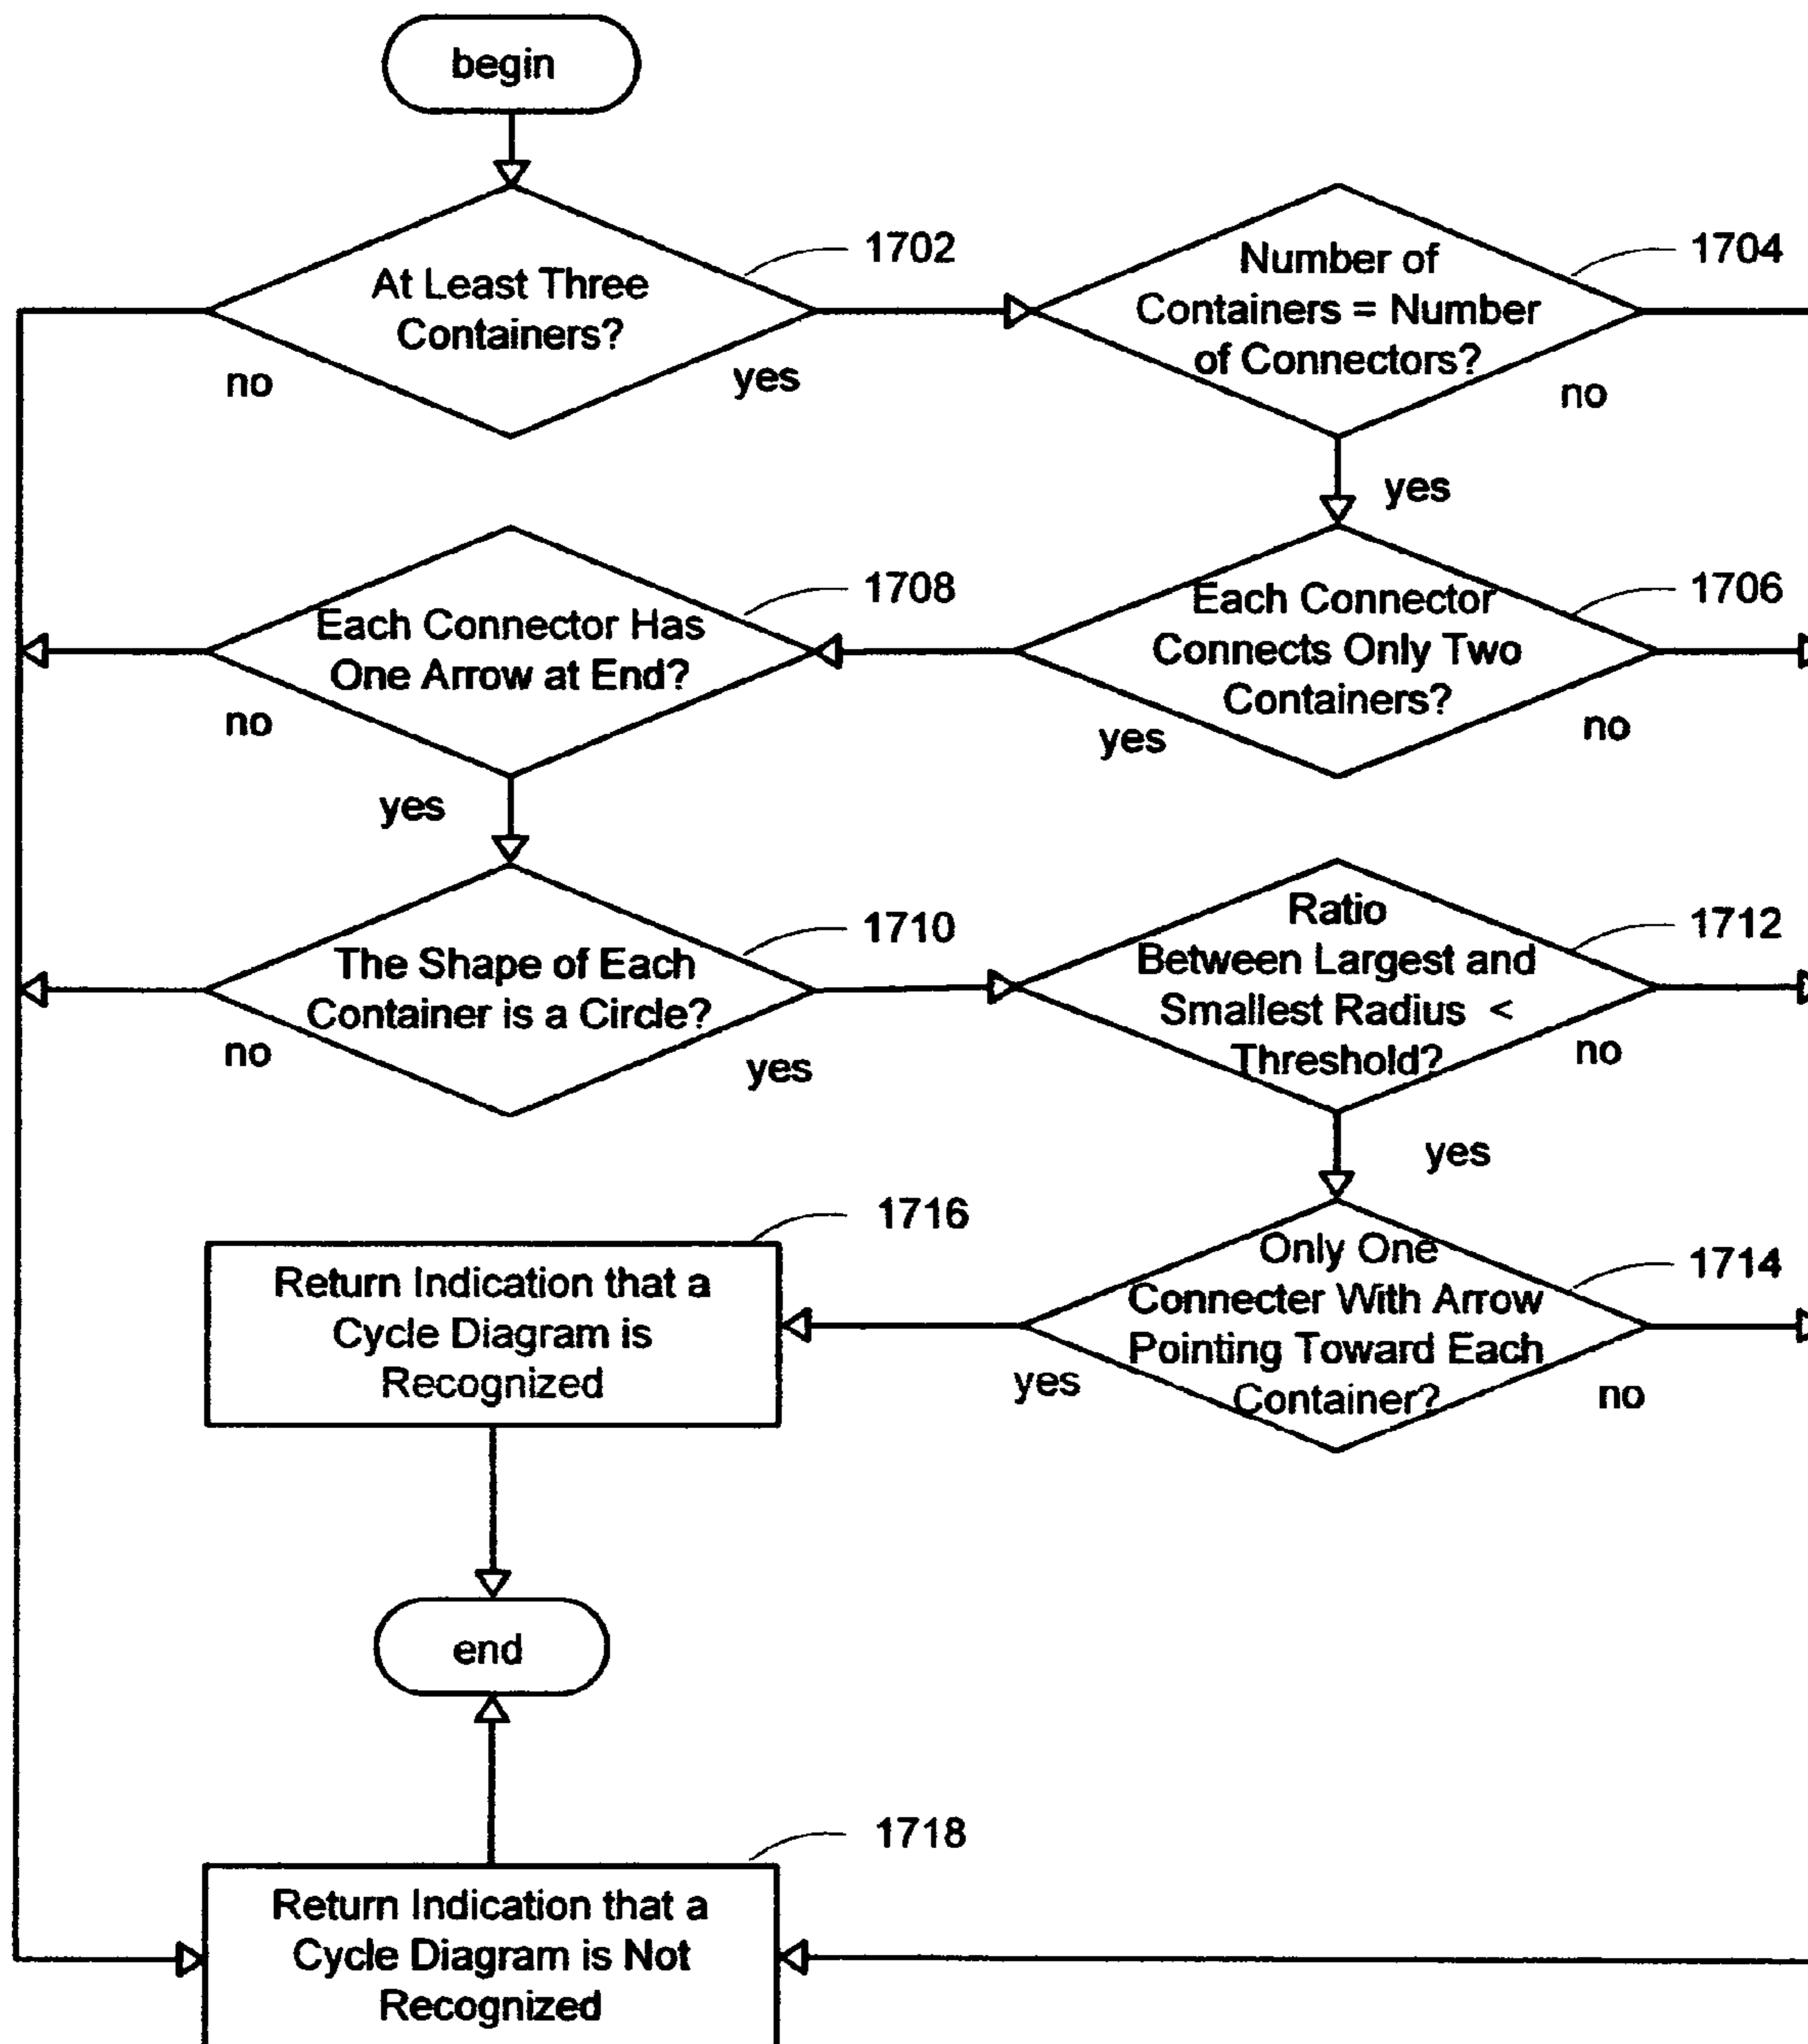 begin
At Least Three
Containers?
1702
no
yes
Number of
Containers = Number
of Connectors?
1704
no
yes
Each Connector Has
One Arrow at End?
1708
no
yes
Each Connector
Connects Only Two
Containers?
1706
yes
no
The Shape of Each
Container is a Circle?
1710
no
yes
Ratio
Between Largest and
Smallest Radius <
Threshold?
1712
no
yes
1716
Return Indication that a
Cycle Diagram is
Recognized
Only One
Connecter With Arrow
Pointing Toward Each
Container?
1714
yes
no
end
1718
Return Indication that a
Cycle Diagram is Not
Recognized